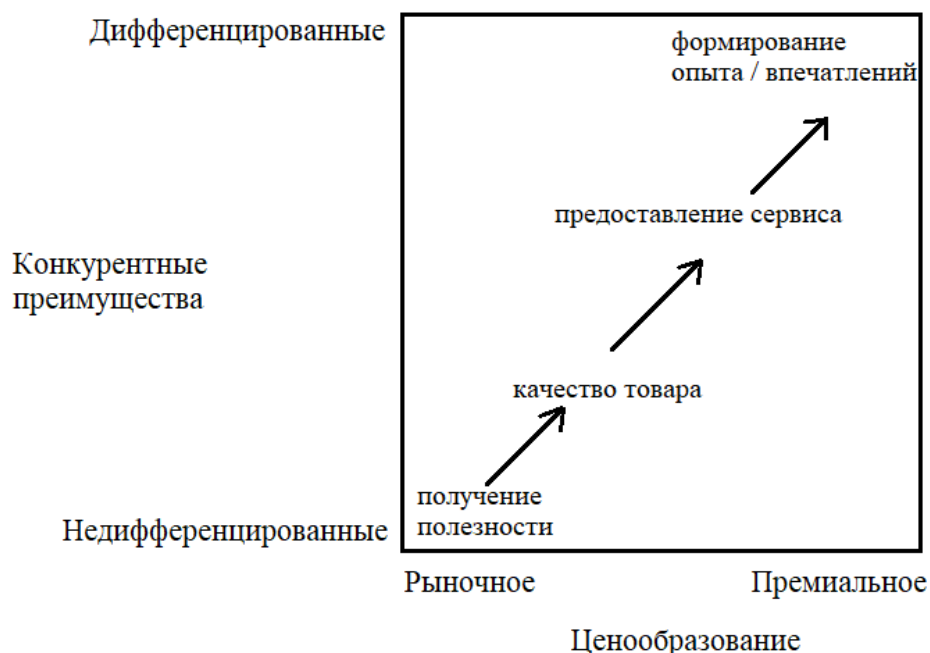 Дифференцированные
формирование
опыта / впечатлений
предоставление сервиса
Конкурентные
преимущества
качество товара
получение
полезности
Недифференцированные
Рыночное
Премиальное
Ценообразование